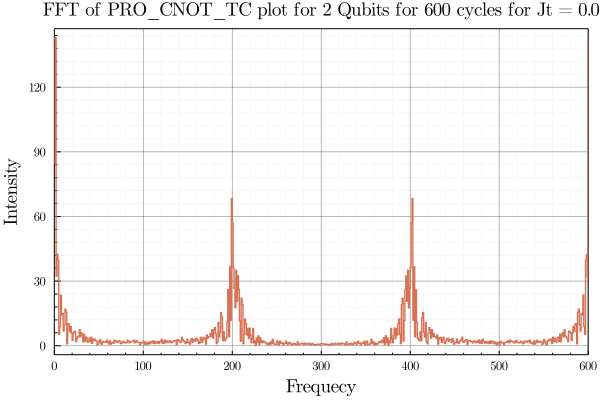 FFT of PRO_CNOT_TC plot for 2 Qubits for 600 cycles for Jt = 0.0
Intensity
120
90
60
30
0
0 100 200 300 400 500 600
Frequecy